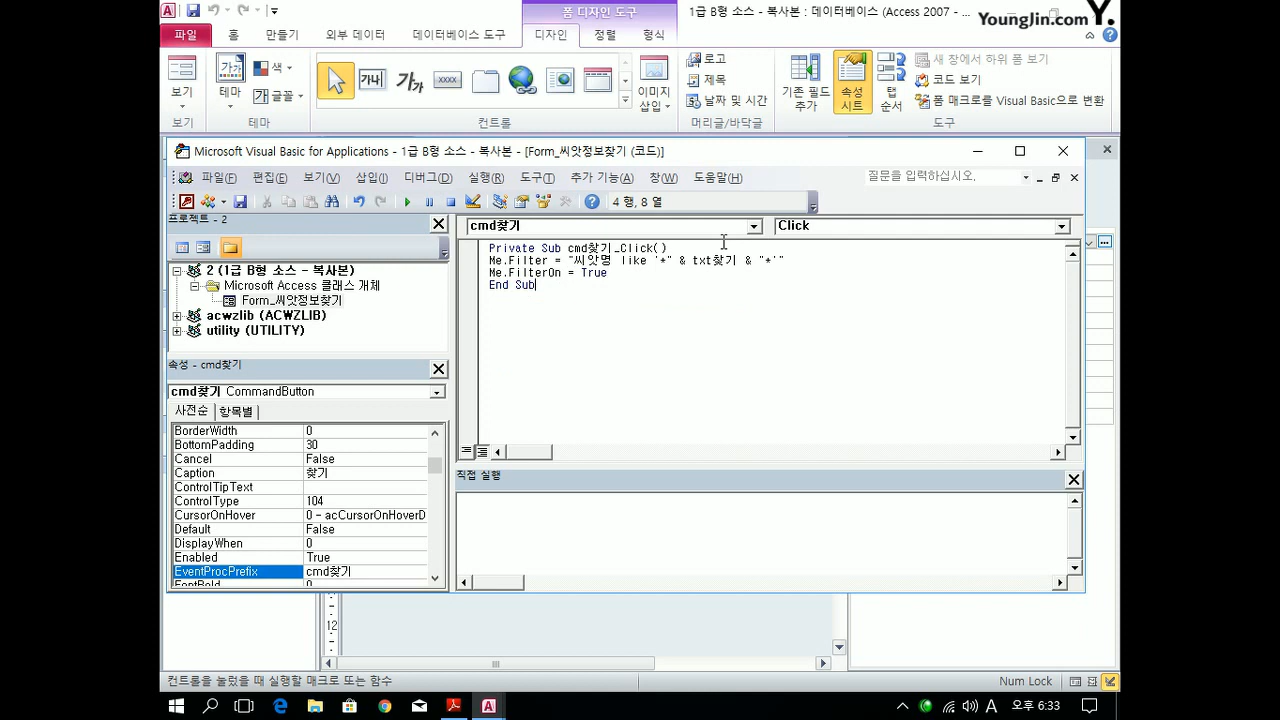 1급 B형 소스 - 복사본 : 데이터베이스 (Access 2007 - ...
폼 디자인 도구
YoungJin.com Y.
파일 홈 만들기 외부 데이터 데이터베이스 도구 디자인 정렬 형식
보기
테마
색
가가 글꼴
가나
가가
xxxx
이미지 삽입
로고
제목
날짜 및 시간
기존 필드 추가
속성 시트
탭 순서
새 창에서 하위 폼 보기
코드 보기
폼 매크로를 Visual Basic으로 변환
보기 테마 컨트롤 머리글/바닥글 도구
Microsoft Visual Basic for Applications - 1급 B형 소스 - 복사본 - [Form_씨앗정보찾기 (코드)]
파일(F) 편집(E) 보기(V) 삽입(I) 디버그(D) 실행(R) 도구(T) 추가 기능(A) 창(W) 도움말(H)
질문을 입력하십시오.
4 행, 8 열
프로젝트 - 2
2 (1급 B형 소스 - 복사본)
Microsoft Access 클래스 개체
Form_씨앗정보찾기
acwzlib (ACWZLIB)
utility (UTILITY)
cmd찾기 Click
Private Sub cmd찾기_Click()
Me.Filter = "씨앗명 like '*" & txt찾기 & "*'"
Me.FilterOn = True
End Sub
속성 - cmd찾기
cmd찾기 CommandButton
사전순 항목별
BorderWidth 0
BottomPadding 30
Cancel False
Caption 찾기
ControlTipText
ControlType 104
CursorOnHover 0 - acCursorOnHoverD
Default False
DisplayWhen 0
Enabled True
EventProcPrefix cmd찾기
FontBold 0
직접 실행
12
컨트롤을 눌렀을 때 실행할 매크로 또는 함수
Num Lock
A 오후 6:33